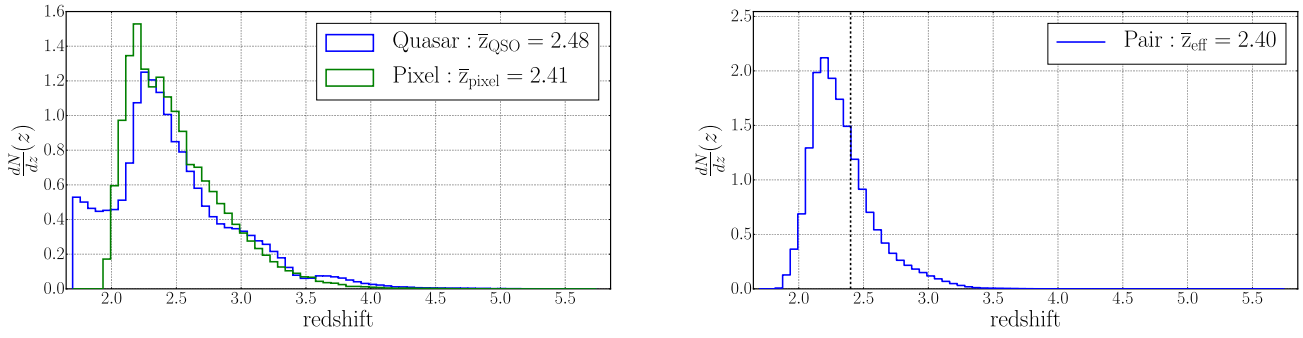 1.6
1.4
1.2
1.0
0.8
0.6
0.4
0.2
0.0
dN/dz (z)
2.0 2.5 3.0 3.5 4.0 4.5 5.0 5.5
redshift
Quasar : z̅_QSO = 2.48
Pixel : z̅_pixel = 2.41
2.5
2.0
1.5
1.0
0.5
0.0
dN/dz (z)
2.0 2.5 3.0 3.5 4.0 4.5 5.0 5.5
redshift
Pair : z̅_eff = 2.40